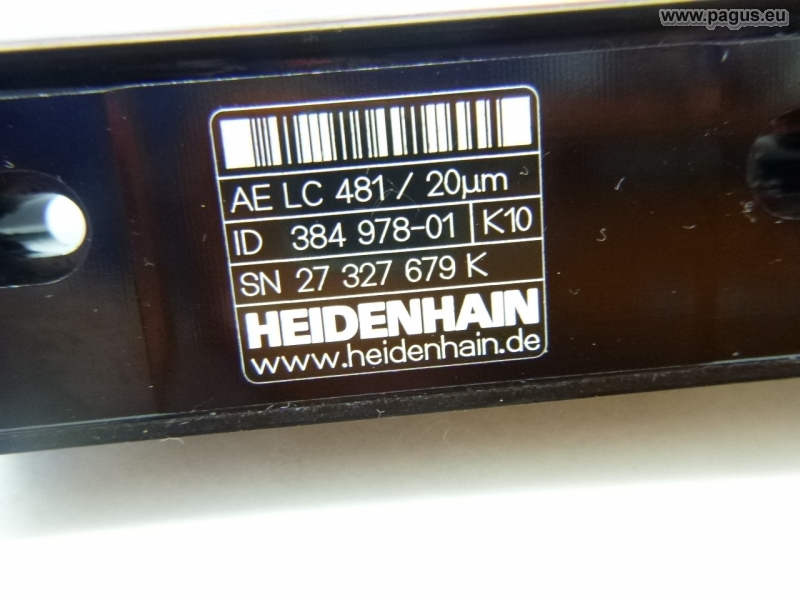 www.pagus.eu
AE LC 481 / 20µm
ID 384 978-01 K10
SN 27 327 679 K
HEIDENHAIN
www.heidenhain.de